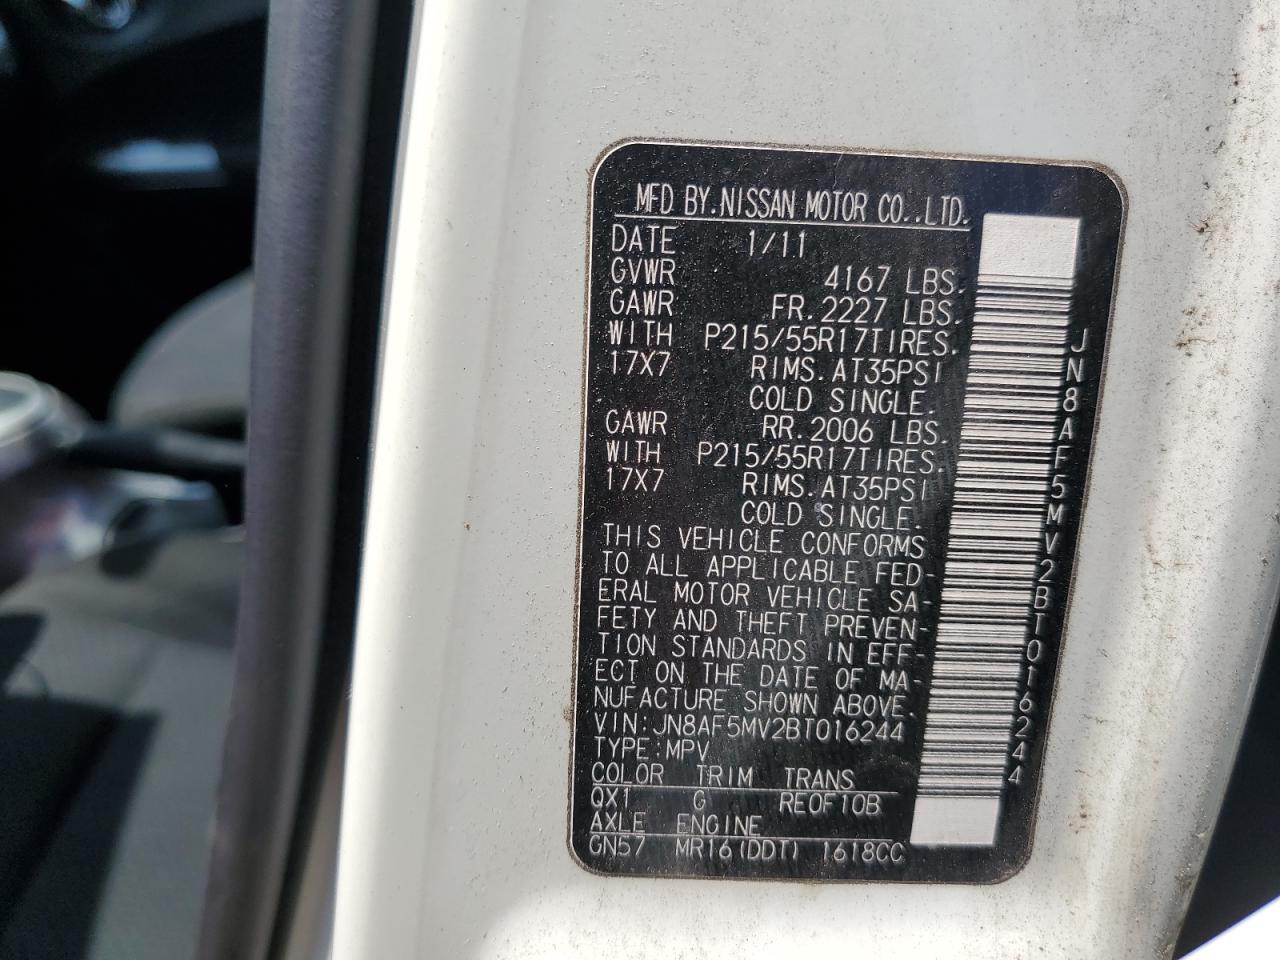 MFD BY.NISSAN MOTOR CO.,LTD.
DATE 1/11
GVWR 4167 LBS.
GAWR FR.2227 LBS.
WITH P215/55R17TIRES.
17X7 RIMS.AT35PSI
COLD SINGLE.
GAWR RR.2006 LBS.
WITH P215/55R17TIRES.
17X7 RIMS.AT35PSI
COLD SINGLE.
THIS VEHICLE CONFORMS
TO ALL APPLICABLE FED-
ERAL MOTOR VEHICLE SA-
FETY AND THEFT PREVEN-
TION STANDARDS IN EFF-
ECT ON THE DATE OF MA-
NUFACTURE SHOWN ABOVE.
VIN:JN8AF5MV2BT016244
TYPE:MPV
COLOR TRIM TRANS
QX1 G RE0F10B
AXLE ENGINE
GN57 MR16(DDT) 1618CC
JN8AF5MV2BT016244